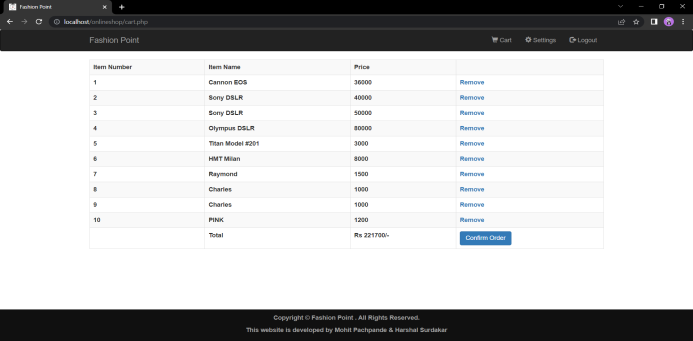 Fashion Point
localhost/onlineshop/cart.php
Fashion Point Cart Settings Logout
Item Number Item Name Price
1 Cannon EOS 36000 Remove
2 Sony DSLR 40000 Remove
3 Sony DSLR 50000 Remove
4 Olympus DSLR 80000 Remove
5 Titan Model #201 3000 Remove
6 HMT Milan 8000 Remove
7 Raymond 1500 Remove
8 Charles 1000 Remove
9 Charles 1000 Remove
10 PINK 1200 Remove
Total Rs 221700/- Confirm Order
Copyright © Fashion Point . All Rights Reserved.
This website is developed by Mohit Pachpande & Harshal Surdakar